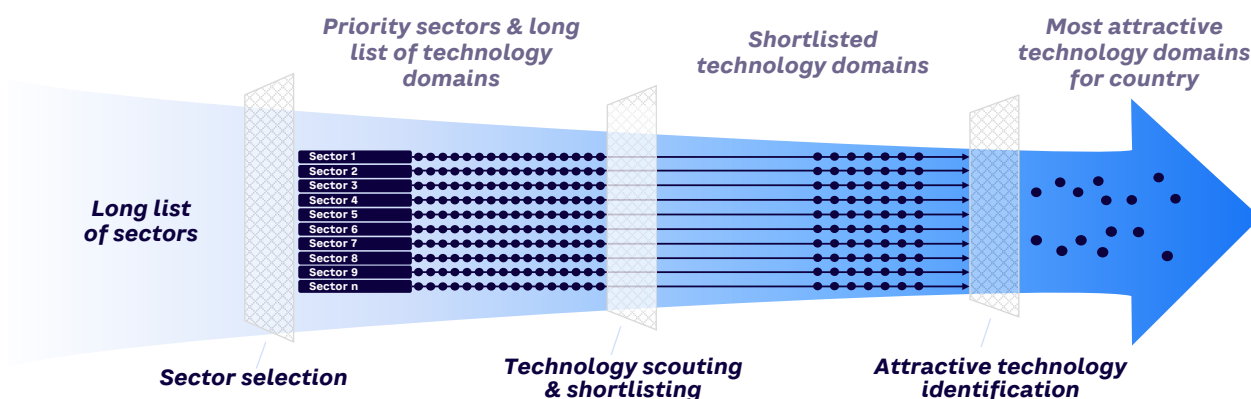 Priority sectors & long
list of technology
domains
Shortlisted
technology domains
Most attractive
technology domains
for country
Long list
of sectors
Sector 1
Sector 2
Sector 3
Sector 4
Sector 5
Sector 6
Sector 7
Sector 8
Sector 9
Sector n
Sector selection
Technology scouting
& shortlisting
Attractive technology
identification